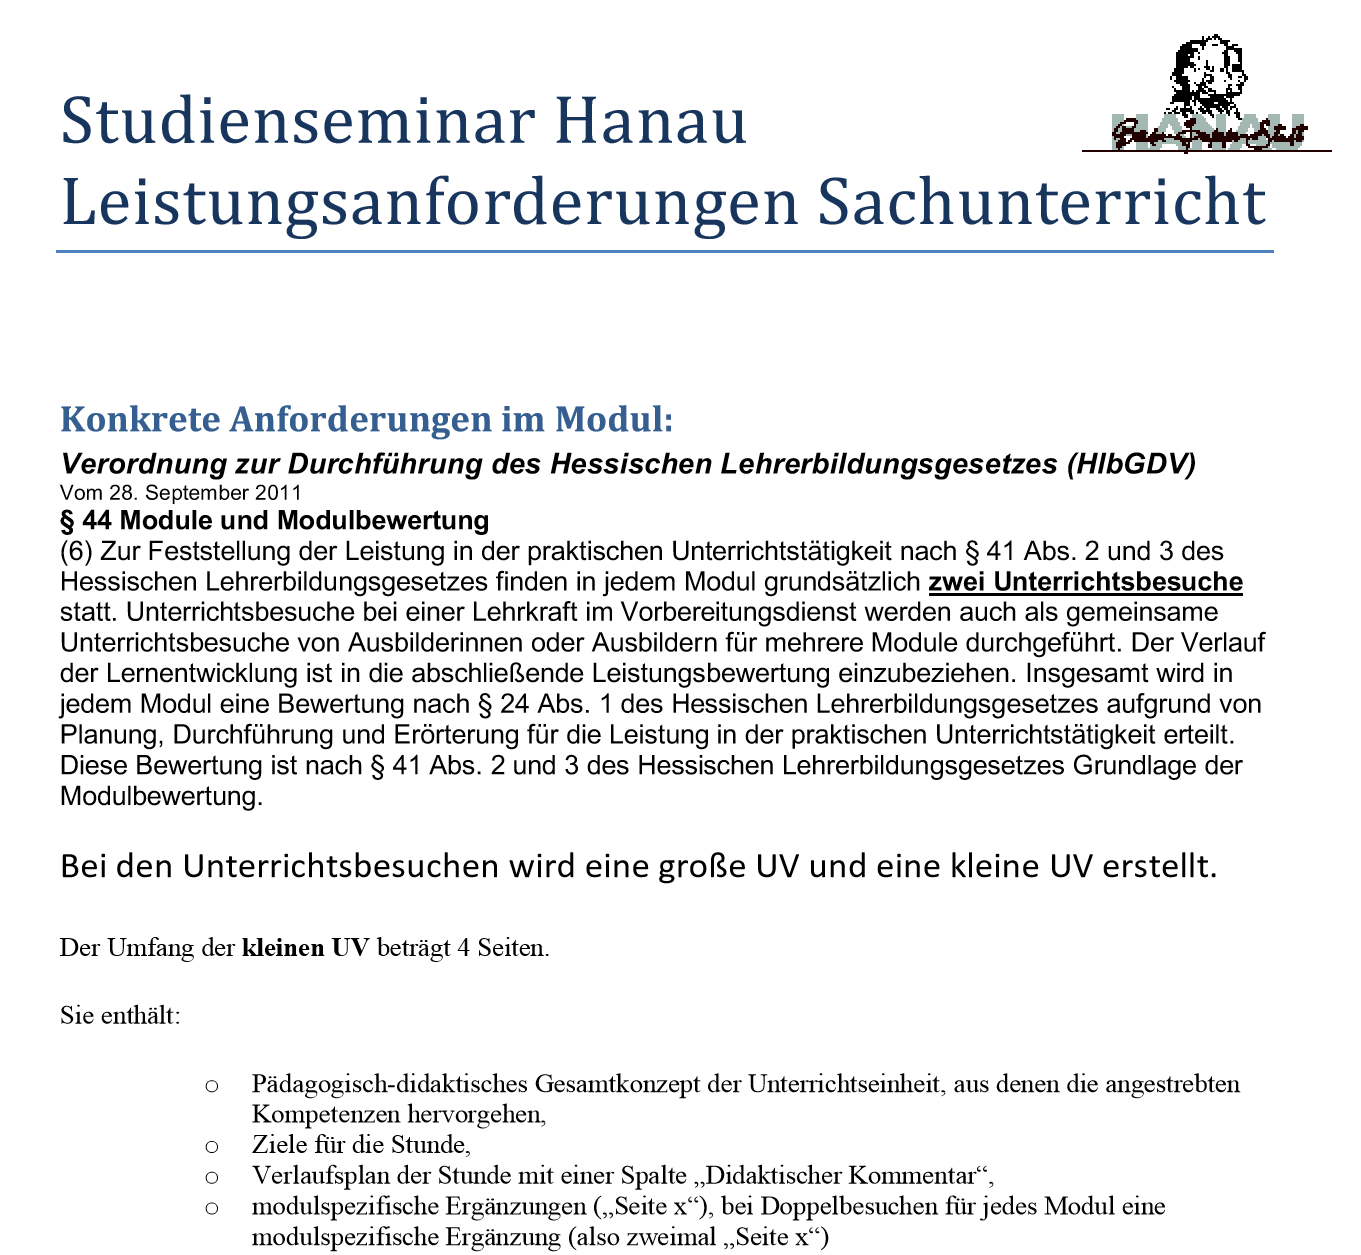 HANAU
Studienseminar Hanau
Leistungsanforderungen Sachunterricht
Konkrete Anforderungen im Modul:
Verordnung zur Durchführung des Hessischen Lehrerbildungsgesetzes (HlbGDV)
Vom 28. September 2011
§ 44 Module und Modulbewertung
(6) Zur Feststellung der Leistung in der praktischen Unterrichtstätigkeit nach § 41 Abs. 2 und 3 des
Hessischen Lehrerbildungsgesetzes finden in jedem Modul grundsätzlich zwei Unterrichtsbesuche
statt. Unterrichtsbesuche bei einer Lehrkraft im Vorbereitungsdienst werden auch als gemeinsame
Unterrichtsbesuche von Ausbilderinnen oder Ausbildern für mehrere Module durchgeführt. Der Verlauf
der Lernentwicklung ist in die abschließende Leistungsbewertung einzubeziehen. Insgesamt wird in
jedem Modul eine Bewertung nach § 24 Abs. 1 des Hessischen Lehrerbildungsgesetzes aufgrund von
Planung, Durchführung und Erörterung für die Leistung in der praktischen Unterrichtstätigkeit erteilt.
Diese Bewertung ist nach § 41 Abs. 2 und 3 des Hessischen Lehrerbildungsgesetzes Grundlage der
Modulbewertung.
Bei den Unterrichtsbesuchen wird eine große UV und eine kleine UV erstellt.
Der Umfang der kleinen UV beträgt 4 Seiten.
Sie enthält:
o Pädagogisch-didaktisches Gesamtkonzept der Unterrichtseinheit, aus denen die angestrebten
Kompetenzen hervorgehen,
o Ziele für die Stunde,
o Verlaufsplan der Stunde mit einer Spalte „Didaktischer Kommentar“,
o modulspezifische Ergänzungen („Seite x“), bei Doppelbesuchen für jedes Modul eine
modulspezifische Ergänzung (also zweimal „Seite x“)